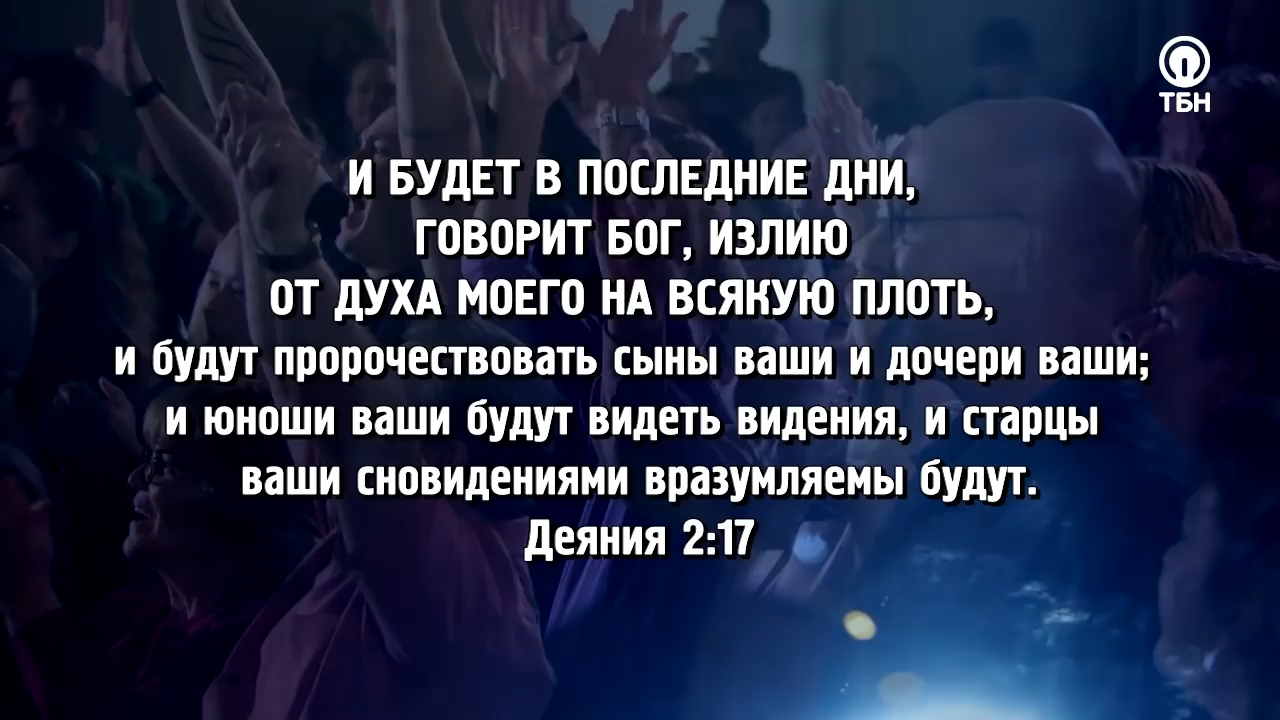 ТБН
И БУДЕТ В ПОСЛЕДНИЕ ДНИ,
ГОВОРИТ БОГ, ИЗЛИЮ
ОТ ДУХА МОЕГО НА ВСЯКУЮ ПЛОТЬ,
и будут пророчествовать сыны ваши и дочери ваши;
и юноши ваши будут видеть видения, и старцы
ваши сновидениями вразумляемы будут.
Деяния 2:17